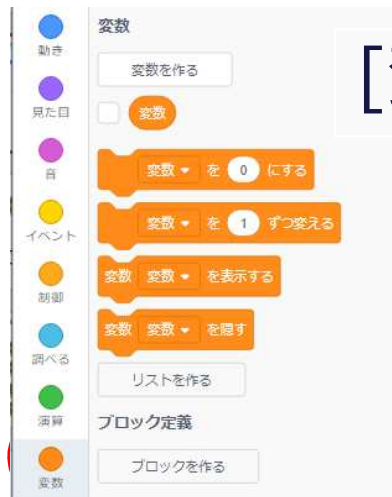 動き
見た目
音
イベント
制御
調べる
演算
変数
変数
変数を作る
変数
変数 を 0 にする
変数 を 1 ずつ変える
変数 変数 を表示する
変数 変数 を隠す
リストを作る
ブロック定義
ブロックを作る